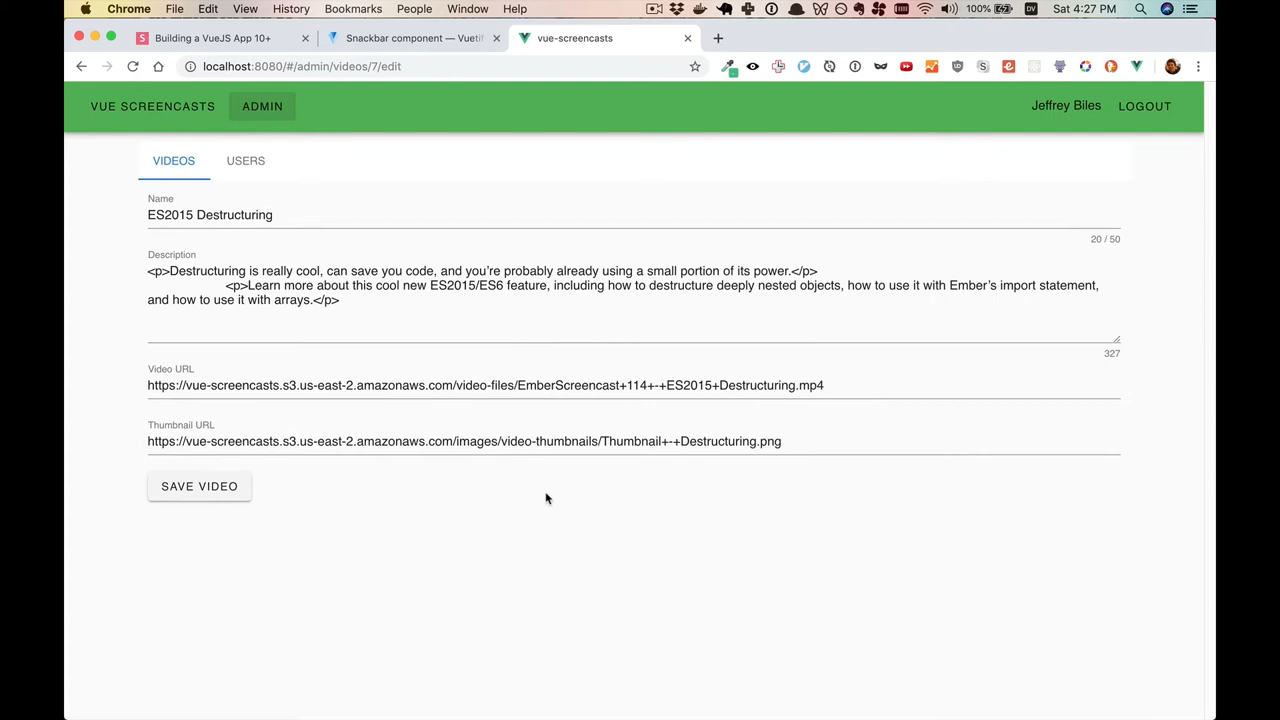 Chrome File Edit View History Bookmarks People Window Help 100% DV Sat 4:27 PM
Building a VueJS App 10+ Snackbar component — Vuetif vue-screencasts
localhost:8080/#/admin/videos/7/edit
VUE SCREENCASTS ADMIN Jeffrey Biles LOGOUT
VIDEOS USERS
Name
ES2015 Destructuring
20 / 50
Description
<p>Destructuring is really cool, can save you code, and you’re probably already using a small portion of its power.</p>
<p>Learn more about this cool new ES2015/ES6 feature, including how to destructure deeply nested objects, how to use it with Ember’s import statement,
and how to use it with arrays.</p>
327
Video URL
https://vue-screencasts.s3.us-east-2.amazonaws.com/video-files/EmberScreencast+114+-+ES2015+Destructuring.mp4
Thumbnail URL
https://vue-screencasts.s3.us-east-2.amazonaws.com/images/video-thumbnails/Thumbnail+-+Destructuring.png
SAVE VIDEO